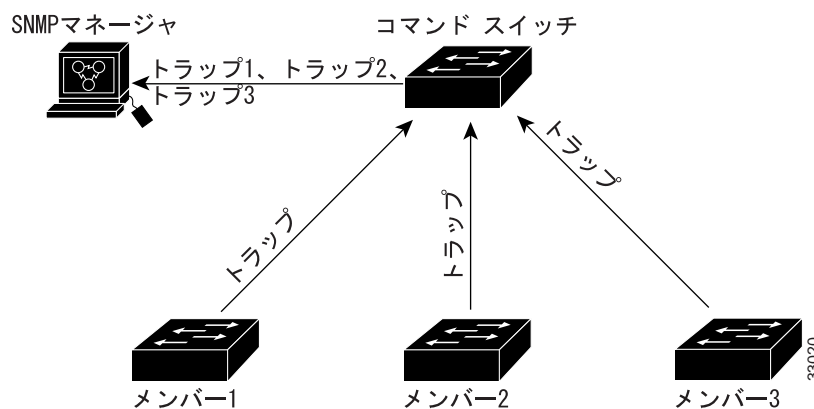 SNMPマネージャ
コマンド スイッチ
トラップ1、トラップ2、
トラップ3
トラップ
トラップ
トラップ
メンバー1
メンバー2
メンバー3
33020